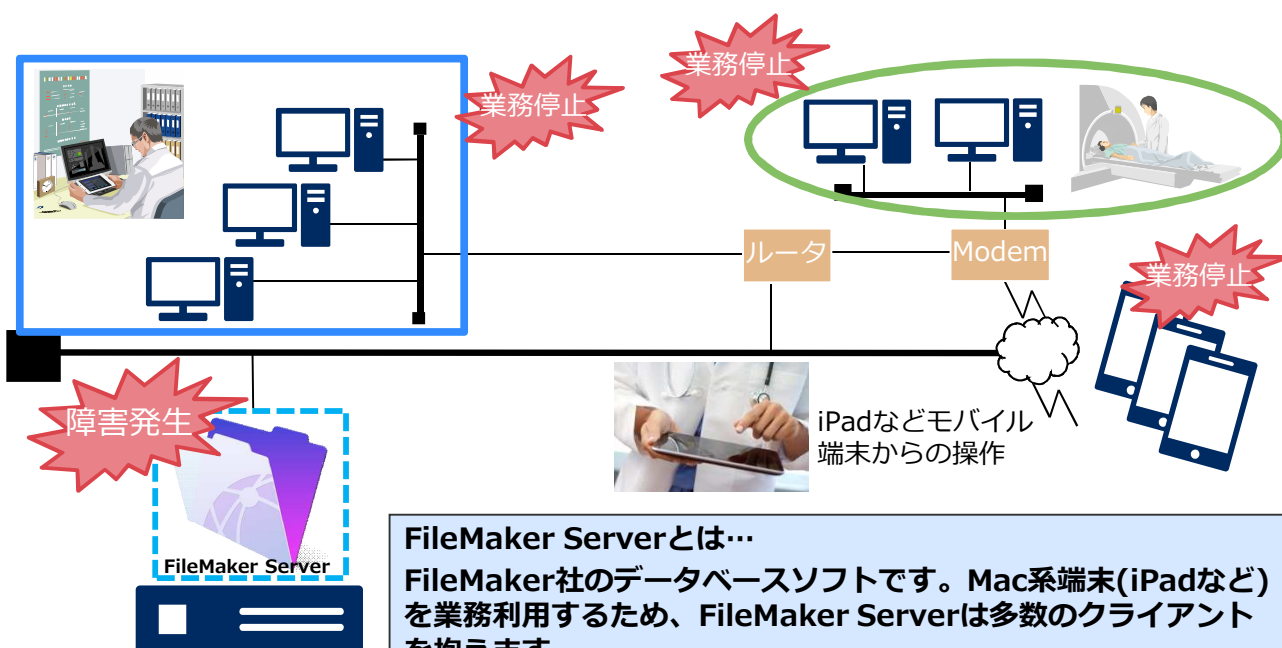 業務停止
業務停止
ルータ
Modem
業務停止
障害発生
iPadなどモバイル
端末からの操作
FileMaker Server
FileMaker Serverとは…
FileMaker社のデータベースソフトです。Mac系端末(iPadなど)
を業務利用するため、FileMaker Serverは多数のクライアント
を抱えます